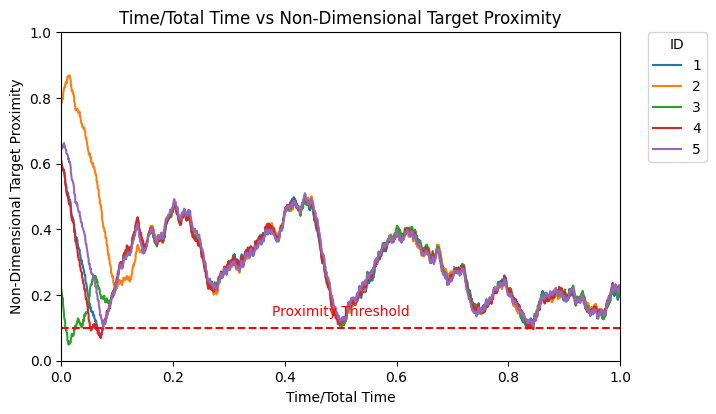 Time/Total Time vs Non-Dimensional Target Proximity
ID
1
2
3
4
5
Non-Dimensional Target Proximity
1.0
0.8
0.6
0.4
0.2
0.0
Proximity Threshold
0.0 0.2 0.4 0.6 0.8 1.0
Time/Total Time